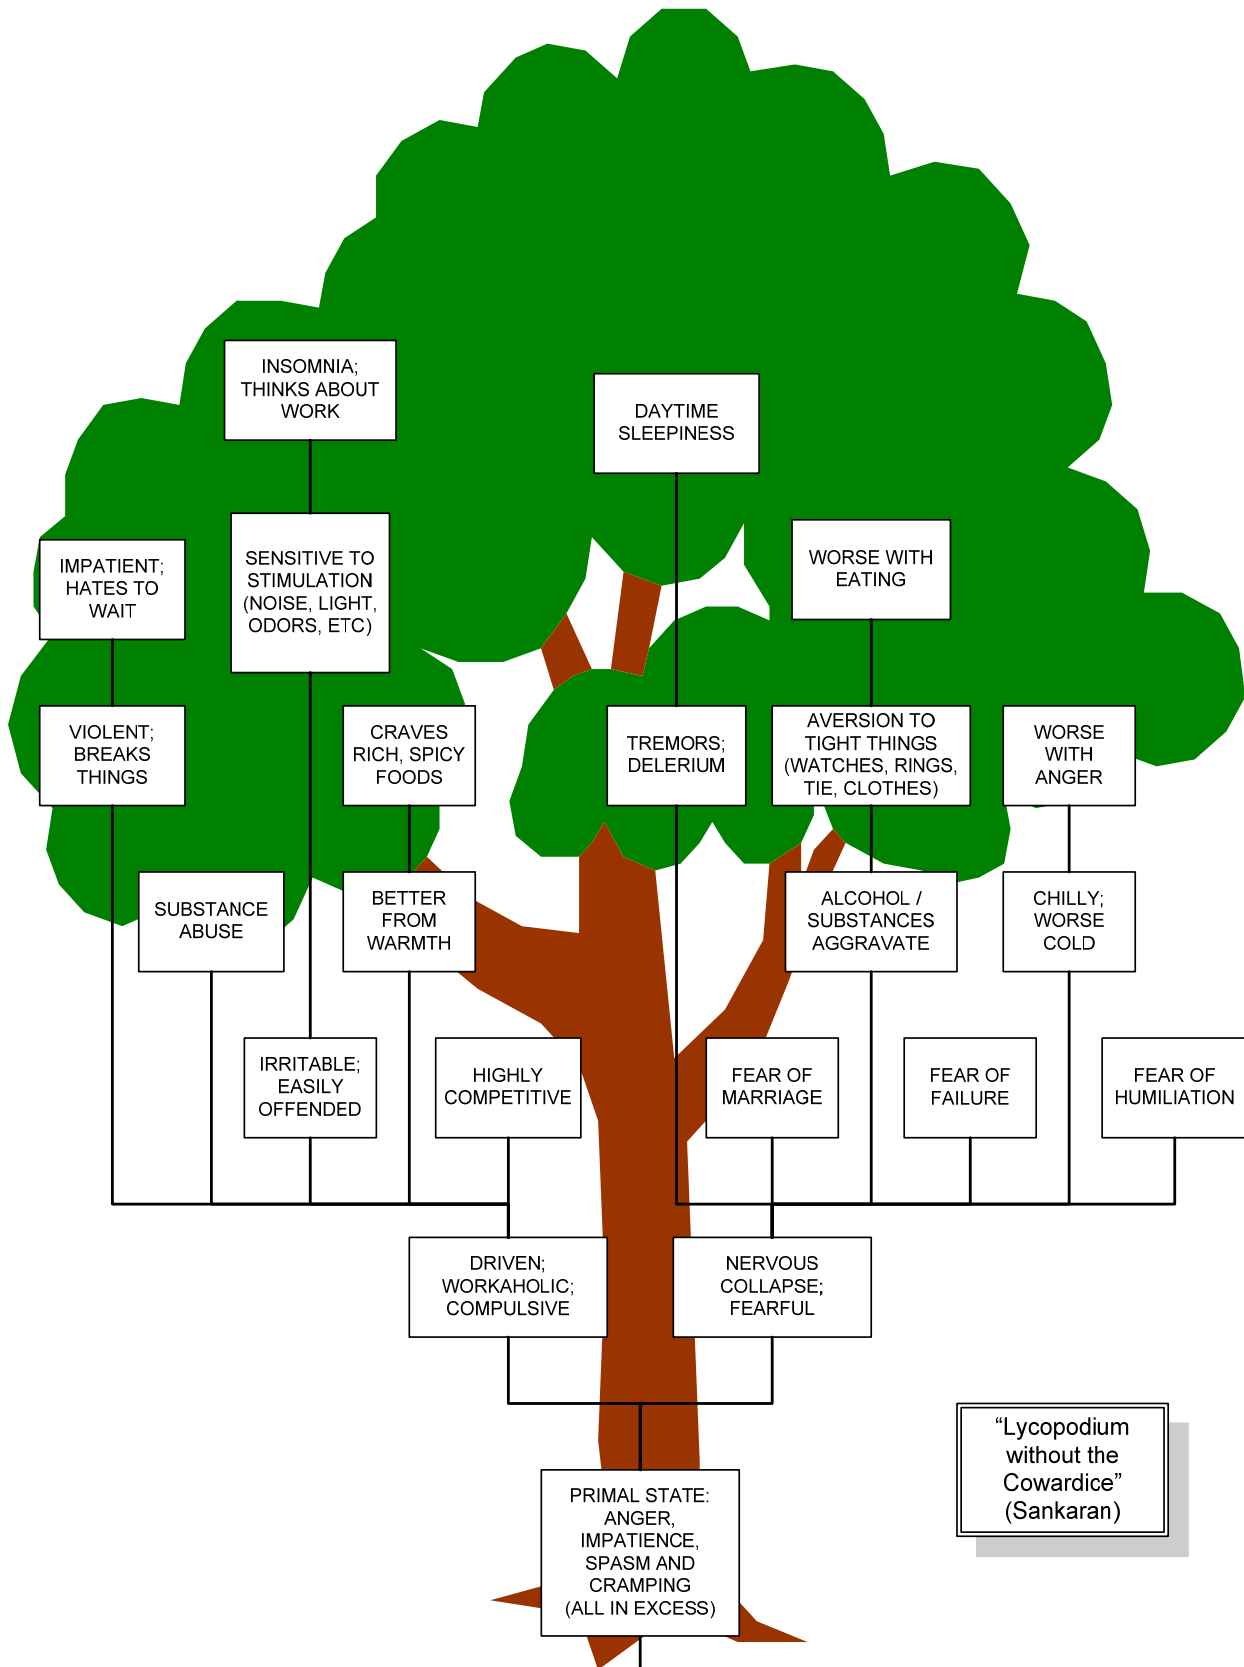 INSOMNIA;
THINKS ABOUT
WORK
DAYTIME
SLEEPINESS
IMPATIENT;
HATES TO
WAIT
SENSITIVE TO
STIMULATION
(NOISE, LIGHT,
ODORS, ETC)
WORSE WITH
EATING
VIOLENT;
BREAKS
THINGS
CRAVES
RICH, SPICY
FOODS
TREMORS;
DELERIUM
AVERSION TO
TIGHT THINGS
(WATCHES, RINGS,
TIE, CLOTHES)
WORSE
WITH
ANGER
SUBSTANCE
ABUSE
BETTER
FROM
WARMTH
ALCOHOL /
SUBSTANCES
AGGRAVATE
CHILLY;
WORSE
COLD
IRRITABLE;
EASILY
OFFENDED
HIGHLY
COMPETITIVE
FEAR OF
MARRIAGE
FEAR OF
FAILURE
FEAR OF
HUMILIATION
DRIVEN;
WORKAHOLIC;
COMPULSIVE
NERVOUS
COLLAPSE;
FEARFUL
“Lycopodium
without the
Cowardice”
(Sankaran)
PRIMAL STATE:
ANGER,
IMPATIENCE,
SPASM AND
CRAMPING
(ALL IN EXCESS)